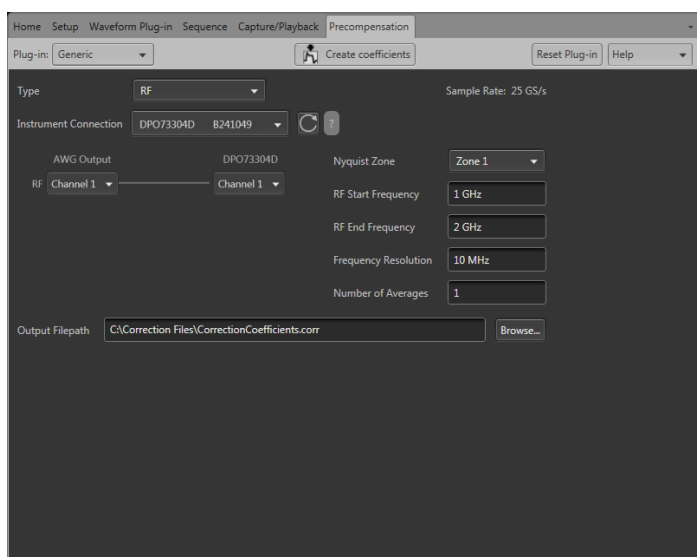 Home Setup Waveform Plug-in Sequence Capture/Playback Precompensation
Plug-in: Generic Create coefficients Reset Plug-in Help
Type RF Sample Rate: 25 GS/s
Instrument Connection DPO73304D B241049 ?
AWG Output DPO73304D Nyquist Zone Zone 1
RF Channel 1 Channel 1
RF Start Frequency 1 GHz
RF End Frequency 2 GHz
Frequency Resolution 10 MHz
Number of Averages 1
Output Filepath C:\Correction Files\CorrectionCoefficients.corr Browse...